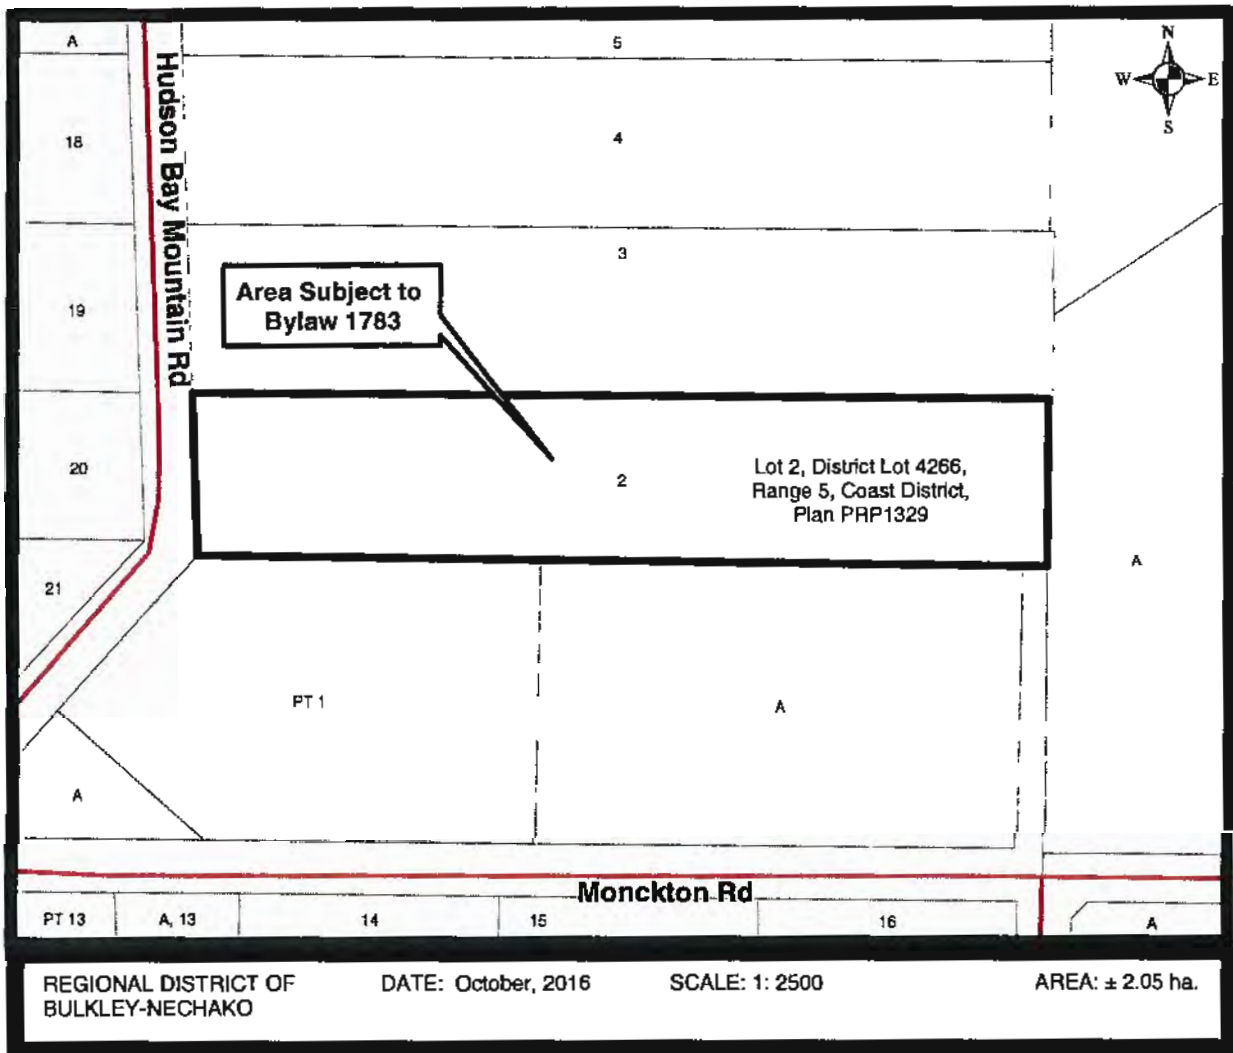 A
5
N
W E
S
Hudson Bay Mountain Rd
18
4
3
Area Subject to
Bylaw 1783
19
20
2
Lot 2, District Lot 4266,
Range 5, Coast District,
Plan PRP1329
A
21
PT 1
A
A
Monckton Rd
PT 13
A, 13
14
15
16
A
REGIONAL DISTRICT OF
BULKLEY-NECHAKO
DATE: October, 2016
SCALE: 1: 2500
AREA: ± 2.05 ha.